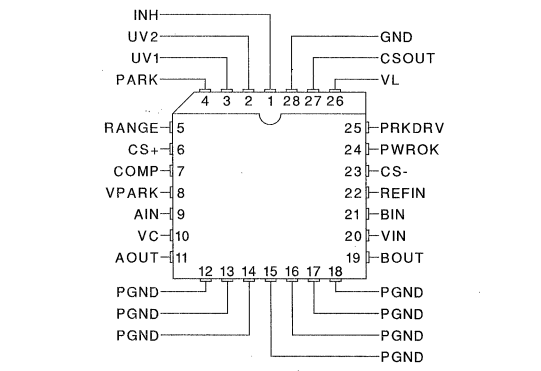 INH
UV2 GND
UV1 CSOUT
PARK VL
4 3 2 1 28 27 26
RANGE 5 25 PRKDRV
CS+ 6 24 PWROK
COMP 7 23 CS-
VPARK 8 22 REFIN
AIN 9 21 BIN
VC 10 20 VIN
AOUT 11 19 BOUT
12 13 14 15 16 17 18
PGND PGND
PGND PGND
PGND PGND
PGND